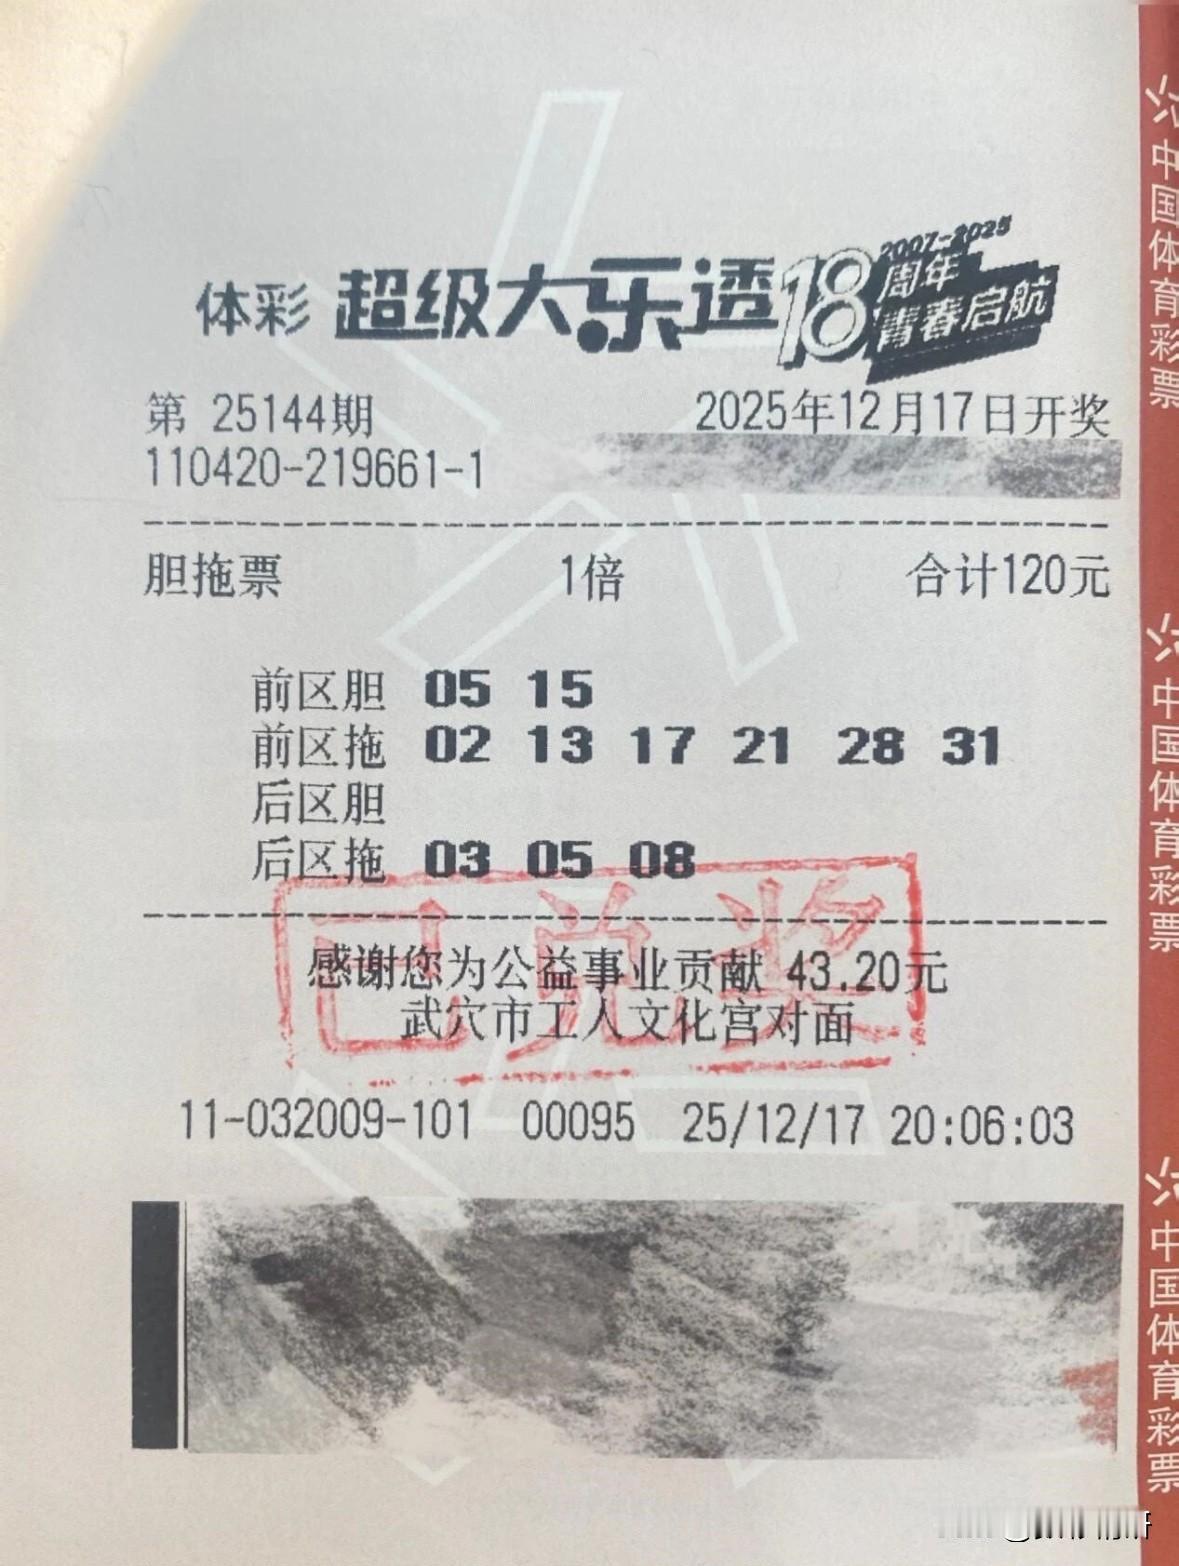 体彩 超级大乐透 18 2007-2025 周年 青春启航
第 25144期 2025年12月17日开奖
110420-219661-1
胆拖票 1倍 合计120元
前区胆 05 15
前区拖 02 13 17 21 28 31
后区胆
后区拖 03 05 08
已兑奖
感谢您为公益事业贡献 43.20元
武穴市工人文化宫对面
11-032009-101 00095 25/12/17 20:06:03
中国体育彩票
中国体育彩票
中国体育彩票